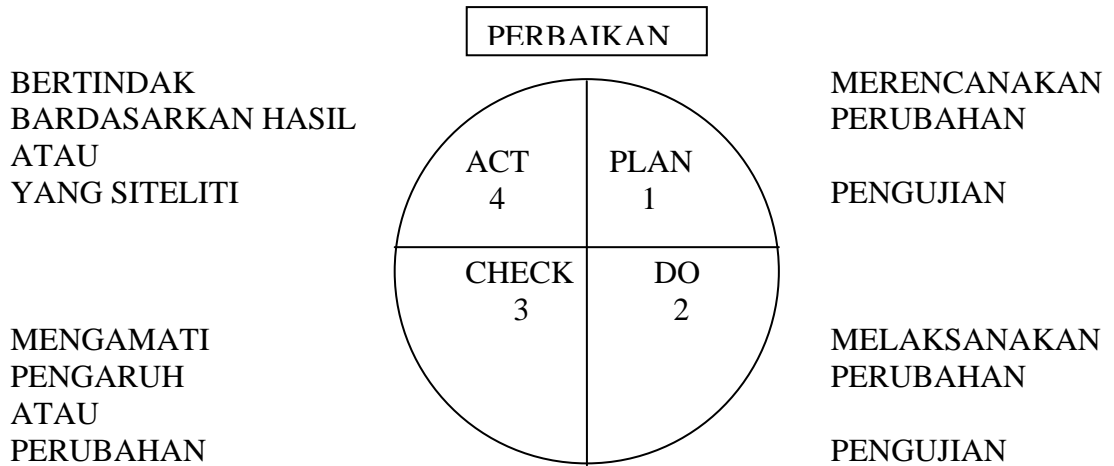 PERBAIKAN
BERTINDAK
BARDASARKAN HASIL
ATAU
YANG SITELITI
MERENCANAKAN
PERUBAHAN
PENGUJIAN
ACT
4
PLAN
1
CHECK
3
DO
2
MENGAMATI
PENGARUH
ATAU
PERUBAHAN
MELAKSANAKAN
PERUBAHAN
PENGUJIAN